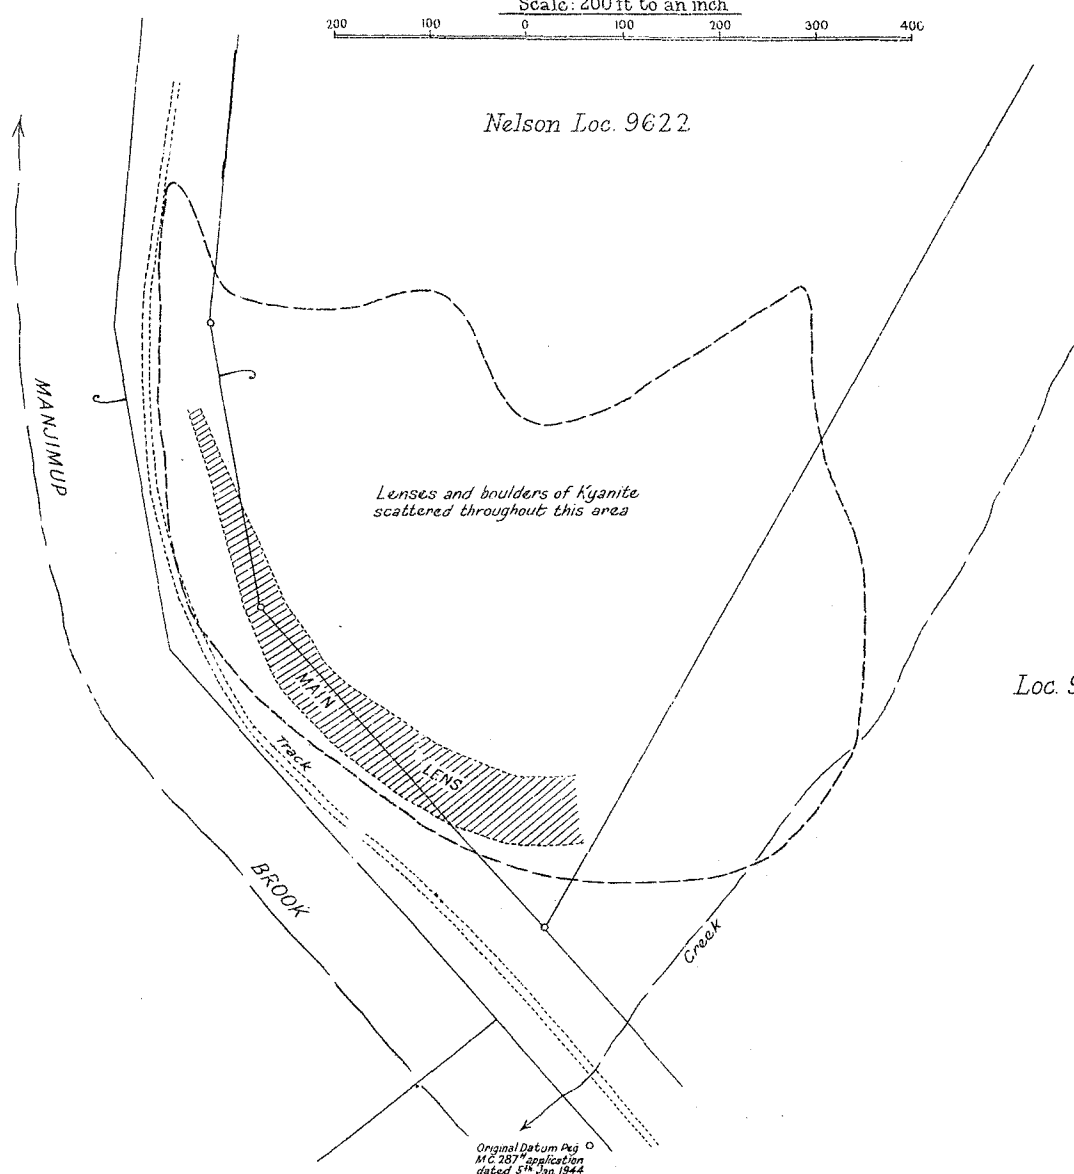 Scale: 200 ft to an inch
200 100 0 100 200 300 400
Nelson Loc. 9622
MANJIMUP
Lenses and boulders of Kyanite
scattered throughout this area
MAIN
LENS
Loc.
Track
BROOK
Creek
Original Datum Peg
M.C. 287H application
dated 5th Jan. 1944